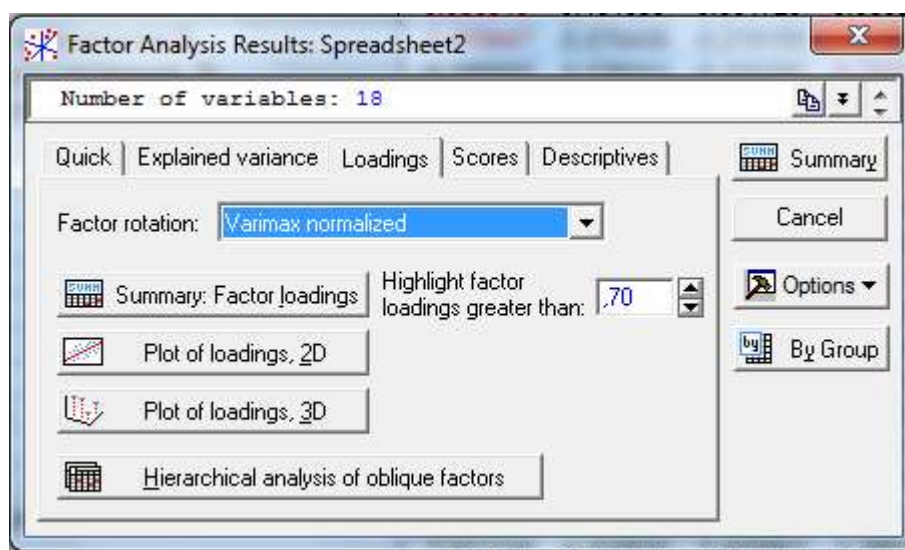 Factor Analysis Results: Spreadsheet2
Number of variables: 18
Quick Explained variance Loadings Scores Descriptives
Summary
Factor rotation: Varimax normalized
Cancel
Summary: Factor loadings
Highlight factor
loadings greater than: ,70
Options
Plot of loadings, 2D
By Group
Plot of loadings, 3D
Hierarchical analysis of oblique factors